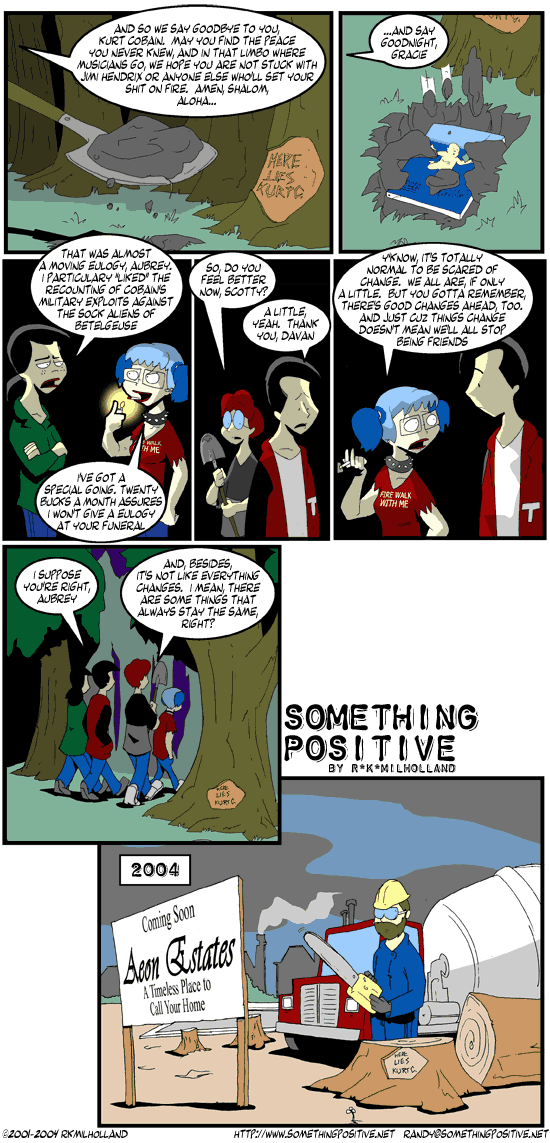 AND SO WE SAY GOODBYE TO YOU,
KURT COBAIN. MAY YOU FIND THE PEACE
YOU NEVER KNEW, AND IN THAT LIMBO WHERE
MUSICIANS GO, WE HOPE YOU ARE NOT STUCK WITH
JIMI HENDRIX OR ANYONE ELSE WHO'LL SET YOUR
SHIT ON FIRE. AMEN, SHALOM,
ALOHA...
HERE
LIES
KURT C.
...AND SAY
GOODNIGHT,
GRACIE
THAT WAS ALMOST
A MOVING EULOGY, AUBREY.
I PARTICULARY "LIKED" THE
RECOUNTING OF COBAIN'S
MILITARY EXPLOITS AGAINST
THE SOCK ALIENS OF
BETELGEUSE
WALK
TH ME
I'VE GOT A
SPECIAL GOING. TWENTY
BUCKS A MONTH ASSURES
I WON'T GIVE A EULOGY
AT YOUR FUNERAL
SO, DO YOU
FEEL BETTER
NOW, SCOTTY?
A LITTLE,
YEAH. THANK
YOU, DAVAN
T
Y'KNOW, IT'S TOTALLY
NORMAL TO BE SCARED OF
CHANGE. WE ALL ARE, IF ONLY
A LITTLE. BUT YOU GOTTA REMEMBER,
THERE'S GOOD CHANGES AHEAD, TOO.
AND JUST CUZ THINGS CHANGE
DOESN'T MEAN WE'LL ALL STOP
BEING FRIENDS
FIRE WALK
WITH ME
T
I SUPPOSE
YOU'RE RIGHT,
AUBREY
AND, BESIDES,
IT'S NOT LIKE EVERYTHING
CHANGES. I MEAN, THERE
ARE SOME THINGS THAT
ALWAYS STAY THE SAME,
RIGHT?
HERE
LIES
KURT C.
SOMETHING
POSITIVE
BY R*K*MILHOLLAND
2004
Coming Soon
Aeon Estates
A Timeless Place to
Call Your Home
HERE
LIES
KURT C.
©2001-2004 RKMILHOLLAND HTTP://WWW.SOMETHINGPOSITIVE.NET RANDY@SOMETHINGPOSITIVE.NET